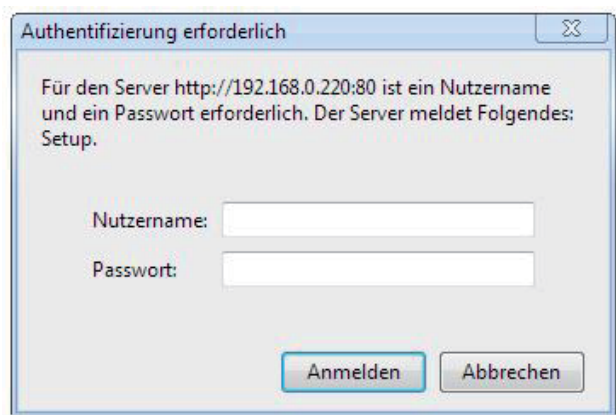 Authentifizierung erforderlich
Für den Server http://192.168.0.220:80 ist ein Nutzername
und ein Passwort erforderlich. Der Server meldet Folgendes:
Setup.
Nutzername:
Passwort:
Anmelden
Abbrechen